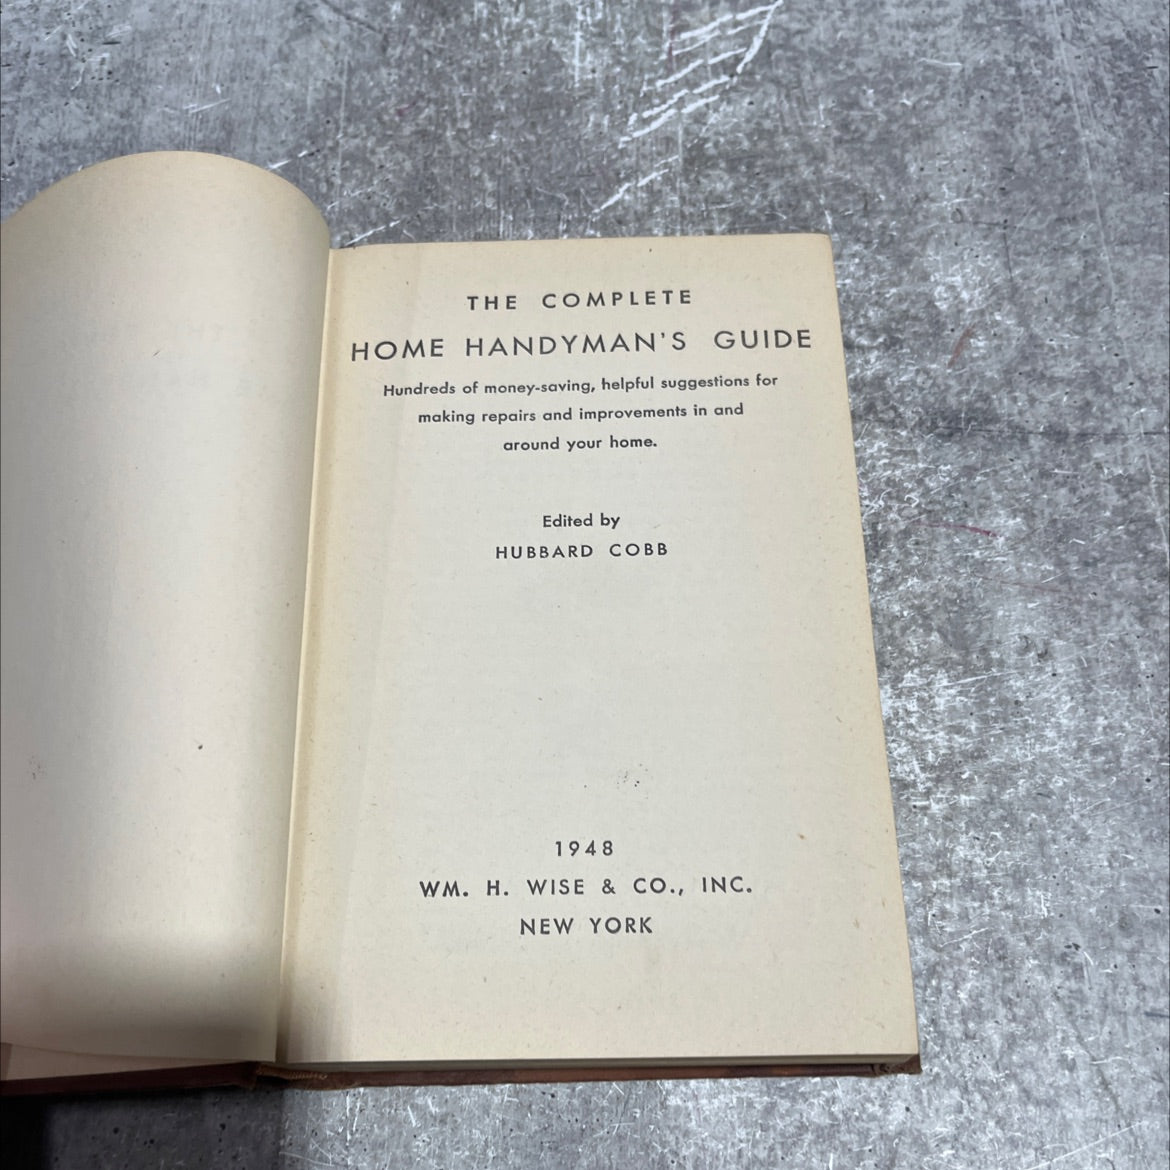 THE COMPLETE
HOME HANDYMAN'S GUIDE
Hundreds of money-saving, helpful suggestions for
making repairs and improvements in and
around your home.
Edited by
HUBBARD COBB
1948
WM. H. WISE & CO., INC.
NEW YORK